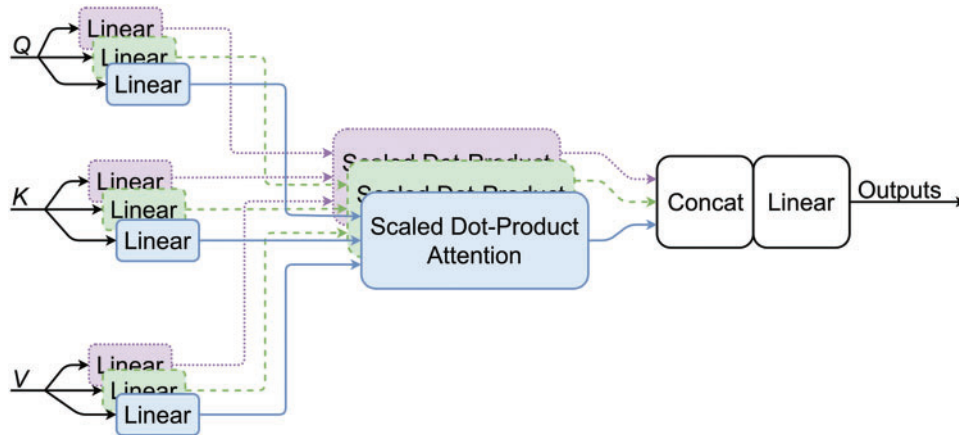 Q
Linear
Linear
Linear
K
Linear
Linear
Linear
V
Linear
Linear
Linear
Scaled Dot-Product
Scaled Dot-Product
Scaled Dot-Product
Attention
Concat
Linear
Outputs